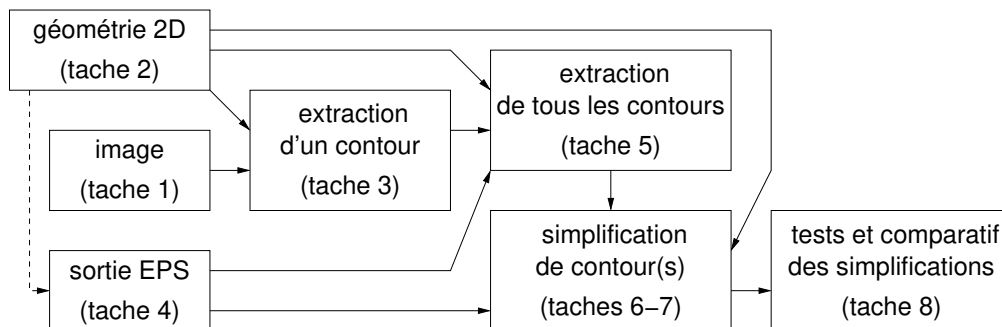 géométrie 2D
(tache 2)
image
(tache 1)
extraction
d'un contour
(tache 3)
extraction
de tous les contours
(tache 5)
sortie EPS
(tache 4)
simplification
de contour(s)
(taches 6−7)
tests et comparatif
des simplifications
(tache 8)